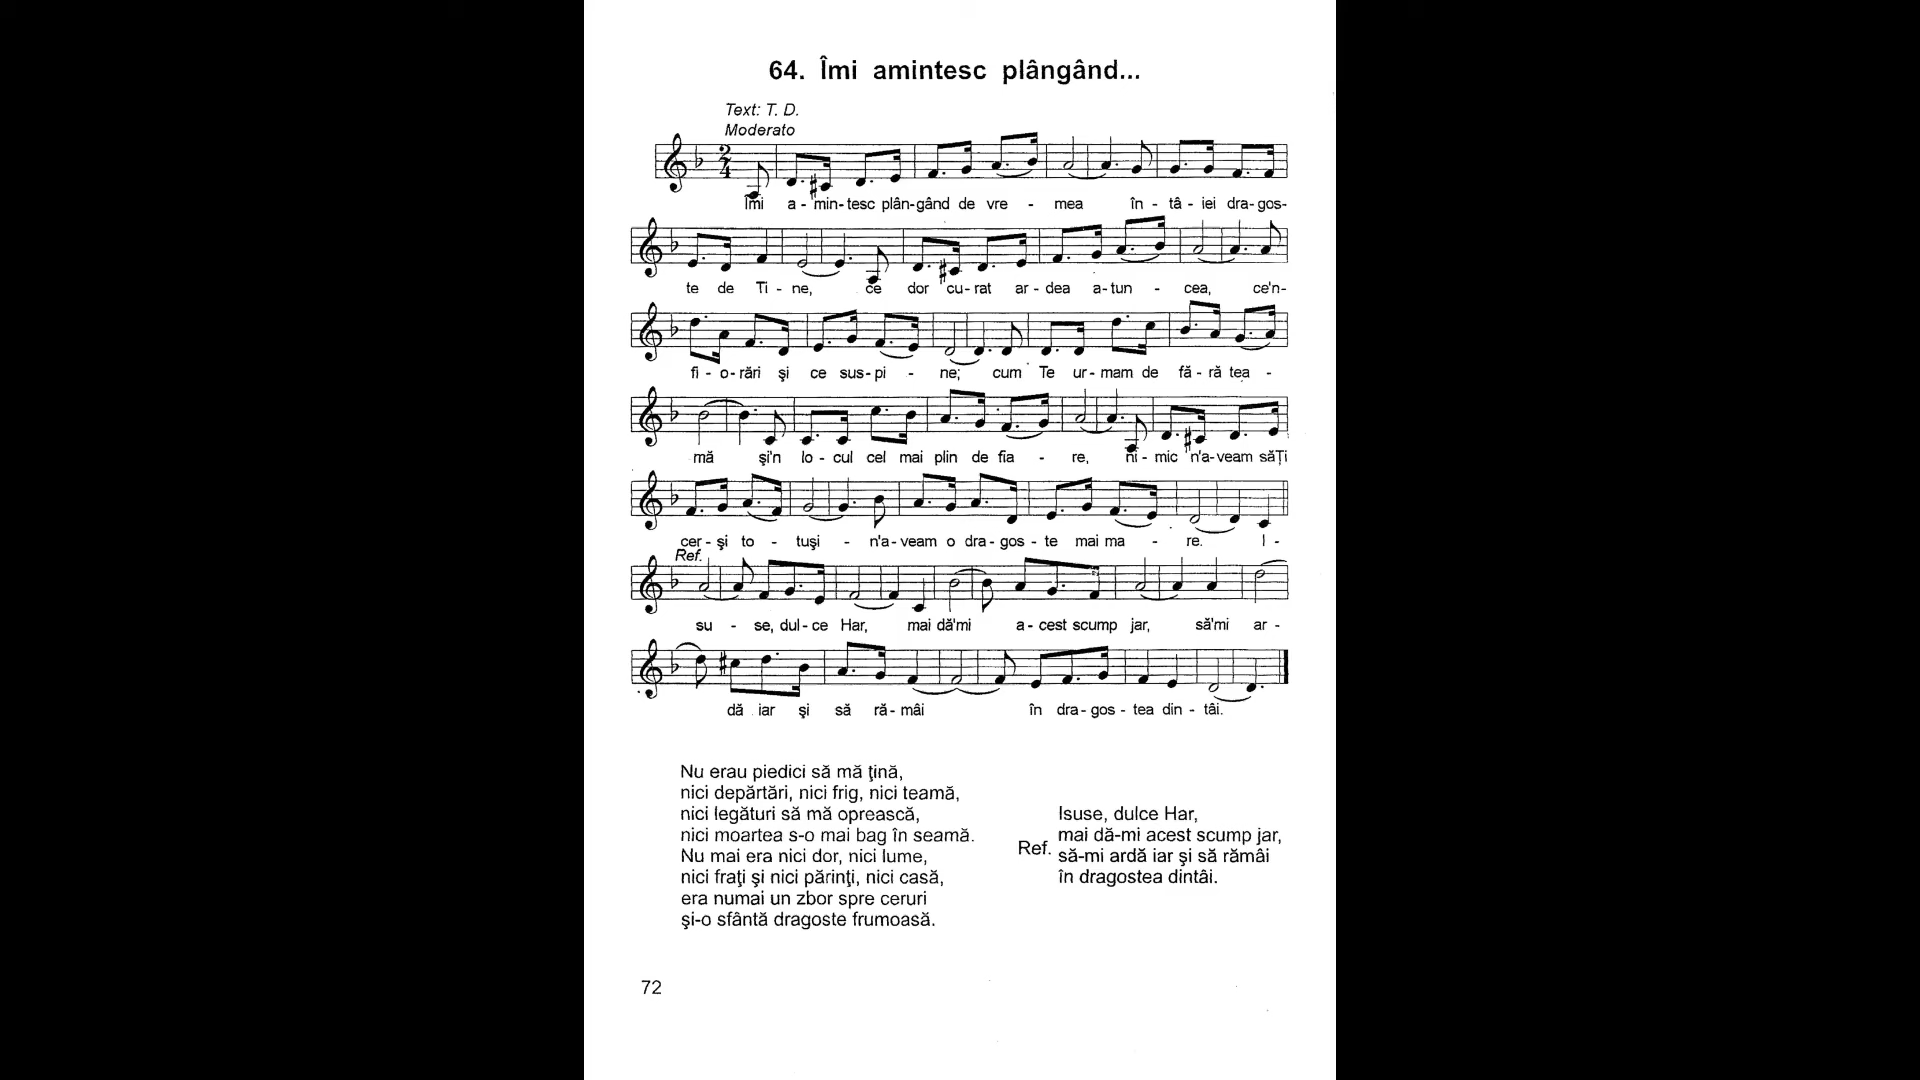 64. Îmi amintesc plângând...
Text: T. D.
Moderato
Îmi a-min-tesc plân-gând de vre - mea în-tâ-iei dra-gos-
te de Ti-ne, ce dor cu-rat ar-dea a-tun - cea, ce'n-
fi-o-rări şi ce sus-pi - ne; cum Te ur-mam de fă-ră tea -
mă şi'n lo-cul cel mai plin de fia - re, ni-mic n'a-veam săŢi
cer-şi to - tuşi - n'a-veam o dra-gos-te mai ma - re. I -
Ref.
su - se, dul-ce Har, mai dă'mi a-cest scump jar, să'mi ar -
dă iar şi să ră-mâi în dra-gos-tea din-tâi.
Nu erau piedici să mă ţină,
nici depărtări, nici frig, nici teamă,
nici legături să mă oprească,
nici moartea s-o mai bag în seamă.
Nu mai era nici dor, nici lume,
nici fraţi şi nici părinţi, nici casă,
era numai un zbor spre ceruri
şi-o sfântă dragoste frumoasă.
Ref.
Isuse, dulce Har,
mai dă-mi acest scump jar,
să-mi ardă iar şi să rămâi
în dragostea dintâi.
72